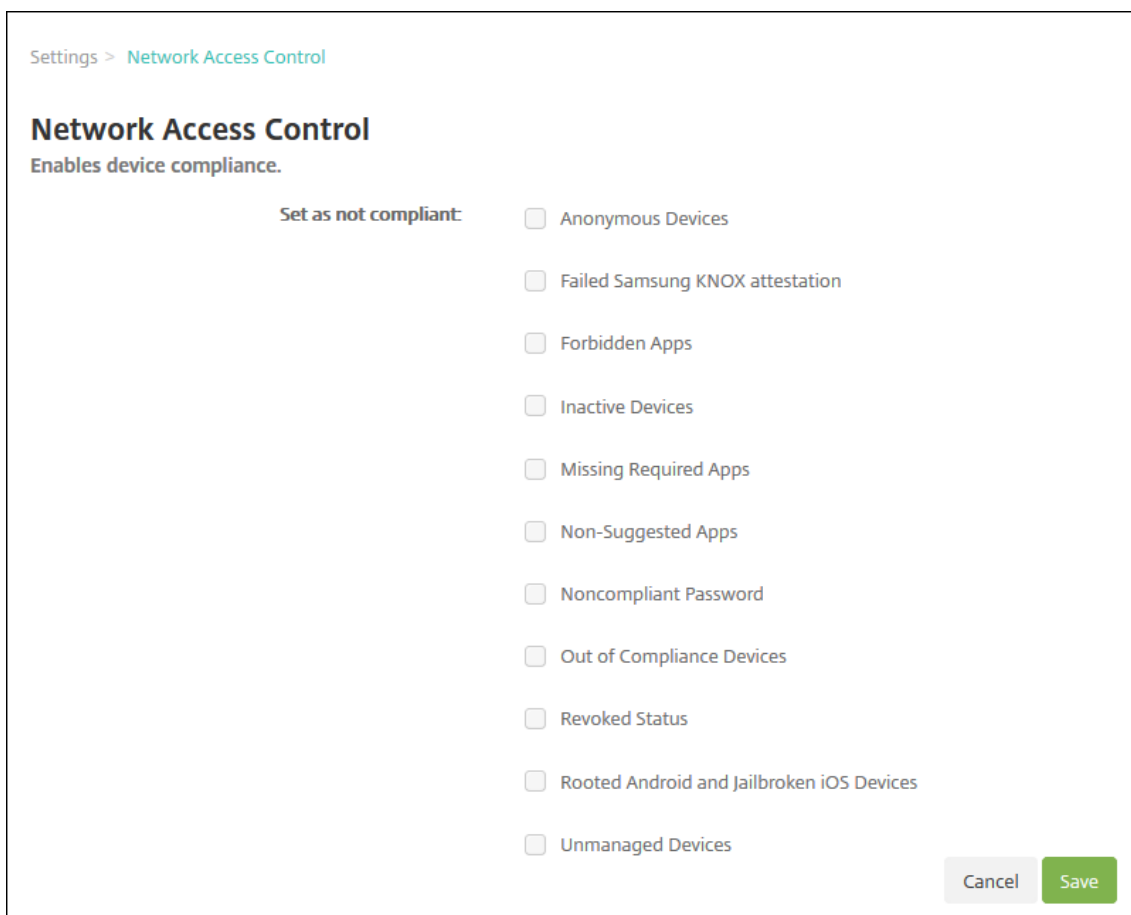 Settings > Network Access Control
Network Access Control
Enables device compliance.
Set as not compliant:
Anonymous Devices
Failed Samsung KNOX attestation
Forbidden Apps
Inactive Devices
Missing Required Apps
Non-Suggested Apps
Noncompliant Password
Out of Compliance Devices
Revoked Status
Rooted Android and Jailbroken iOS Devices
Unmanaged Devices
Cancel Save